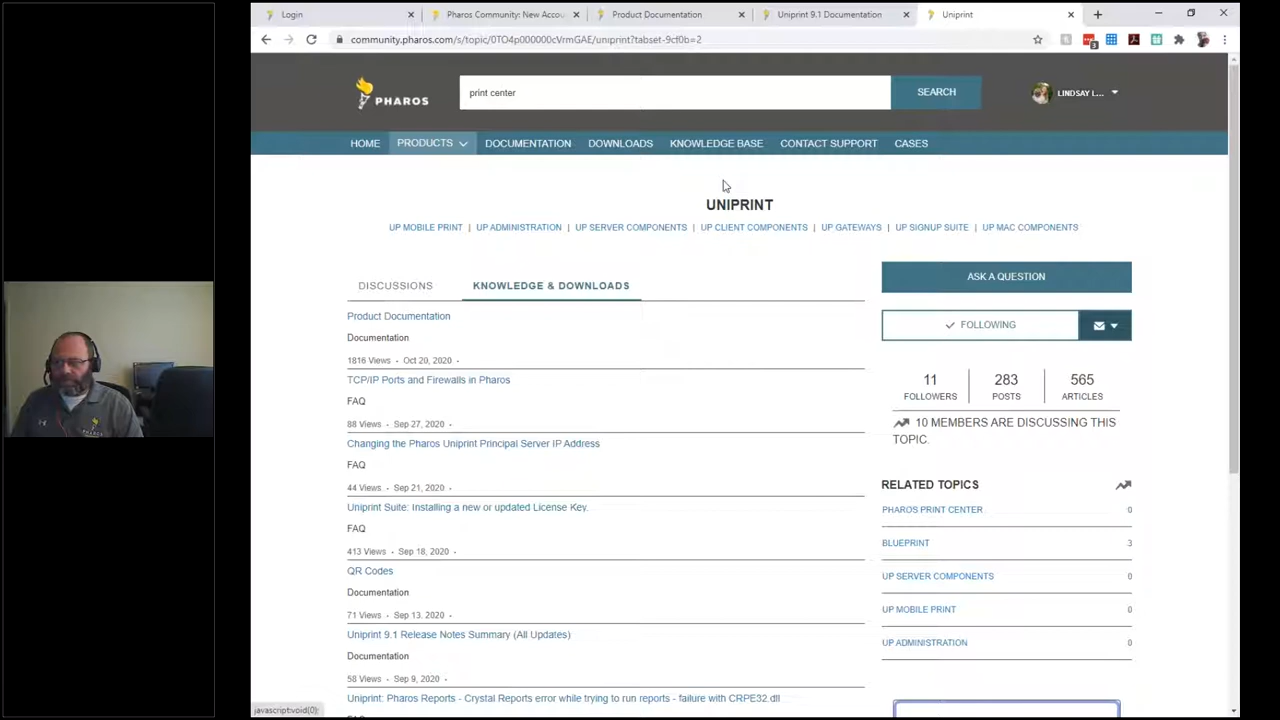 Login
Pharos Community: New Accou
Product Documentation
Uniprint 9.1 Documentation
Uniprint
community.pharos.com/s/topic/0TO4p000000cVrmGAE/uniprint?tabset-9cf0b=2
3
PHAROS
print center
SEARCH
LINDSAY L...
HOME
PRODUCTS
DOCUMENTATION
DOWNLOADS
KNOWLEDGE BASE
CONTACT SUPPORT
CASES
UNIPRINT
UP MOBILE PRINT | UP ADMINISTRATION | UP SERVER COMPONENTS | UP CLIENT COMPONENTS | UP GATEWAYS | UP SIGNUP SUITE | UP MAC COMPONENTS
DISCUSSIONS
KNOWLEDGE & DOWNLOADS
Product Documentation
Documentation
1816 Views • Oct 20, 2020 •
TCP/IP Ports and Firewalls in Pharos
FAQ
88 Views • Sep 27, 2020 •
Changing the Pharos Uniprint Principal Server IP Address
FAQ
44 Views • Sep 21, 2020 •
Uniprint Suite: Installing a new or updated License Key.
FAQ
413 Views • Sep 18, 2020 •
QR Codes
Documentation
71 Views • Sep 13, 2020 •
Uniprint 9.1 Release Notes Summary (All Updates)
Documentation
58 Views • Sep 9, 2020 •
Uniprint: Pharos Reports - Crystal Reports error while trying to run reports - failure with CRPE32.dll
ASK A QUESTION
FOLLOWING
11
FOLLOWERS
283
POSTS
565
ARTICLES
10 MEMBERS ARE DISCUSSING THIS
TOPIC.
RELATED TOPICS
PHAROS PRINT CENTER 0
BLUEPRINT 3
UP SERVER COMPONENTS 0
UP MOBILE PRINT 0
UP ADMINISTRATION 0
javascript:void(0);
PHAROS